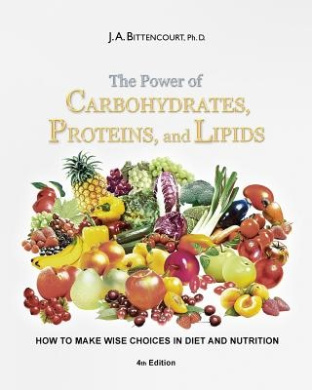 J. A. BITTENCOURT, Ph. D.
The Power of
CARBOHYDRATES,
PROTEINS, and LIPIDS
HOW TO MAKE WISE CHOICES IN DIET AND NUTRITION
4th Edition